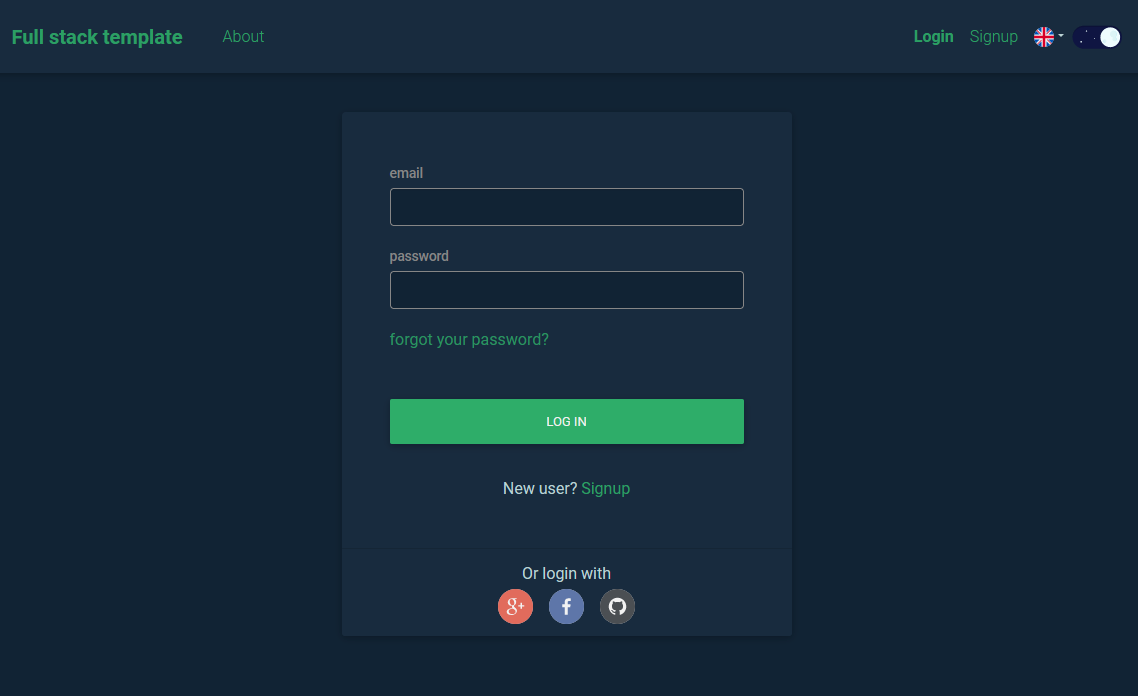 Full stack template About Login Signup
email
password
forgot your password?
LOG IN
New user? Signup
Or login with
g+ f